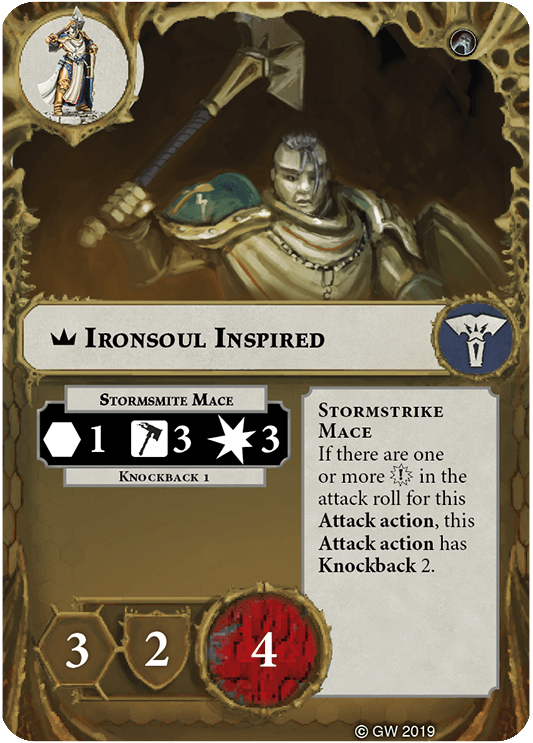 Ironsoul Inspired
Stormsmite Mace
1 3 3
Knockback 1
Stormstrike
Mace
If there are one
or more in the
attack roll for this
Attack action, this
Attack action has
Knockback 2.
3 2 4
© GW 2019